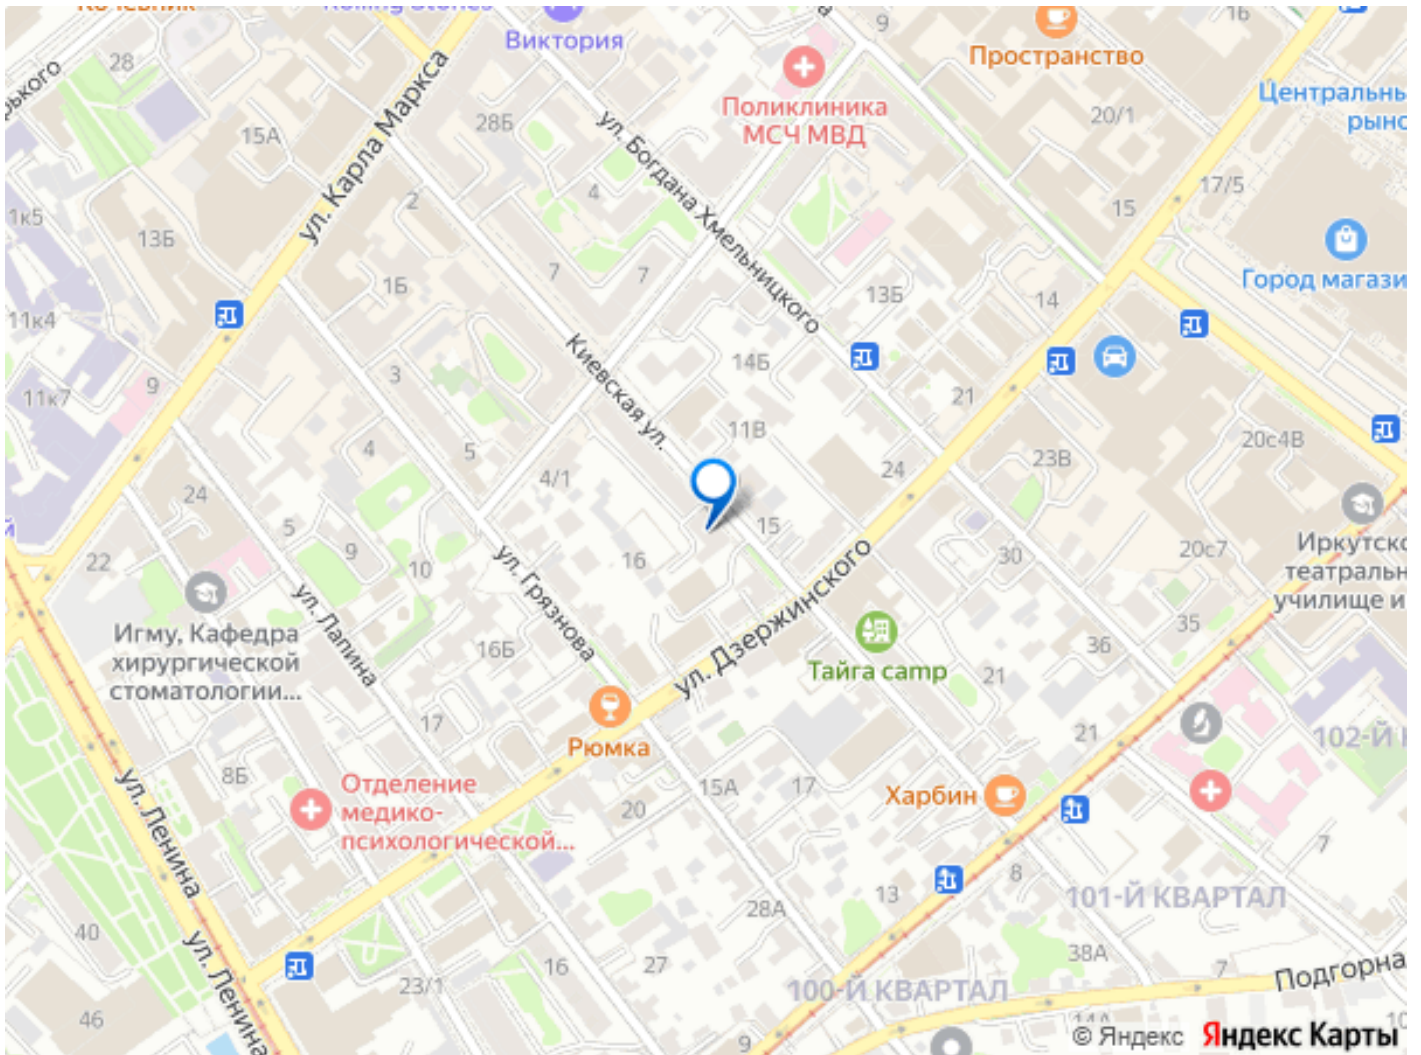 Кочевник
Rolling Stones
Виктория
Пространство
Поликлиника
МСЧ МВД
Центральны
рыно
Город магази
ул. Карла Маркса
ул. Богдана Хмельницкого
Киевская ул.
ул. Грязнова
ул. Лапина
ул. Дзержинского
ул. Ленина
ул. Ленина
Подгорна
Игму, Кафедра
хирургической
стоматологии...
Отделение
медико-
психологической...
Рюмка
Тайга camp
Харбин
Иркутско
театральн
училище и
102-Й К
101-Й КВАРТАЛ
100-Й КВАРТАЛ
28
15А
28Б
9
16
20/1
17/5
15
1к5
13Б
2
4
7
7
1Б
13Б
14
11к4
11к7
9
3
14Б
21
11В
4
5
4/1
24
23В
20с4В
24
5
9
10
16
15
30
20с7
22
16Б
36
35
21
17
8Б
15А
17
21
20
7
8
13
28А
40
38А
27
16
23/1
7
46
14А
10
9
© Яндекс Яндекс Карты